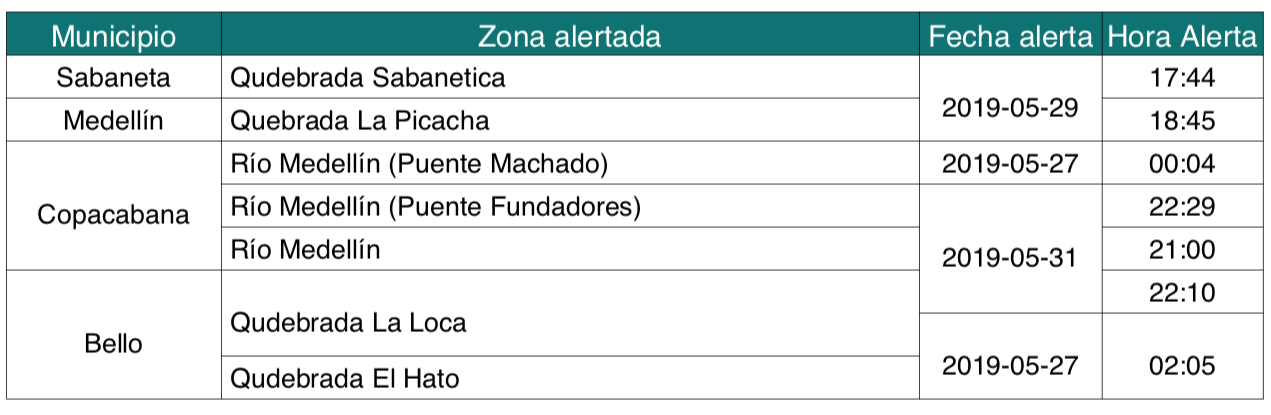 Municipio Zona alertada Fecha alerta Hora Alerta
Sabaneta Qudebrada Sabanetica 2019-05-29 17:44
Medellín Quebrada La Picacha 18:45
Copacabana Río Medellín (Puente Machado) 2019-05-27 00:04
Río Medellín (Puente Fundadores) 2019-05-31 22:29
Río Medellín 21:00
Bello Qudebrada La Loca 22:10
Qudebrada El Hato 2019-05-27 02:05